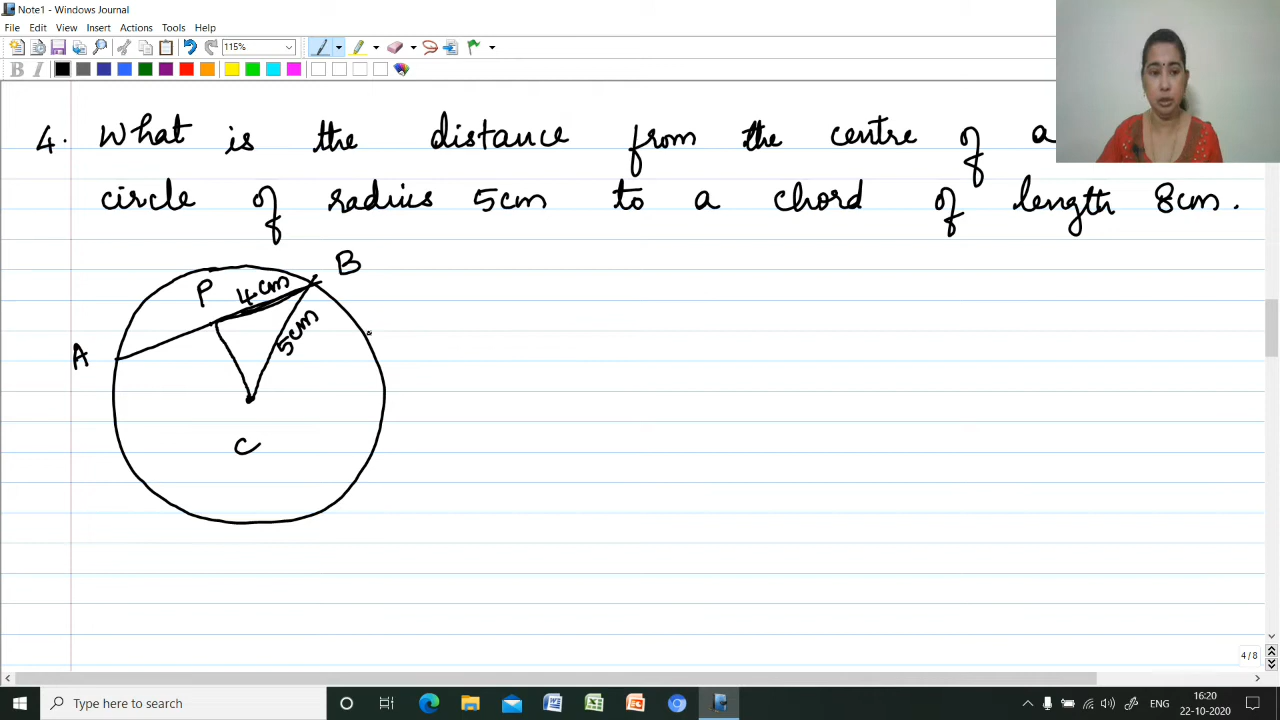 Note1 - Windows Journal
File Edit View Insert Actions Tools Help
115%
B I
4. What is the distance from the centre of a
circle of radius 5cm to a chord of length 8cm.
B
P 4cm
5cm
A
C
4 / 8
Type here to search
ENG
16:20
22-10-2020